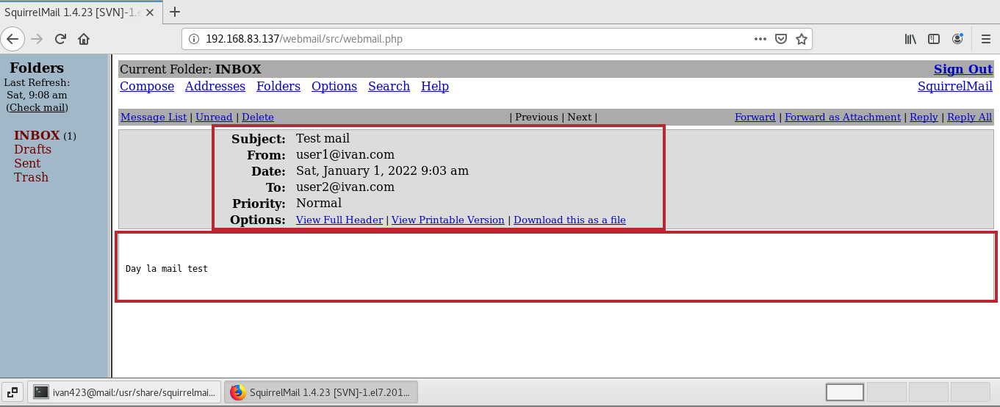 SquirrelMail 1.4.23 [SVN]-1.e
192.168.83.137/webmail/src/webmail.php
Folders
Last Refresh:
Sat, 9:08 am
(Check mail)
INBOX (1)
Drafts
Sent
Trash
Current Folder: INBOX
Sign Out
Compose Addresses Folders Options Search Help
SquirrelMail
Message List | Unread | Delete
| Previous | Next |
Forward | Forward as Attachment | Reply | Reply All
Subject: Test mail
From: user1@ivan.com
Date: Sat, January 1, 2022 9:03 am
To: user2@ivan.com
Priority: Normal
Options: View Full Header | View Printable Version | Download this as a file
Day la mail test
ivan423@mail:/usr/share/squirrelmai...
SquirrelMail 1.4.23 [SVN]-1.el7.201...